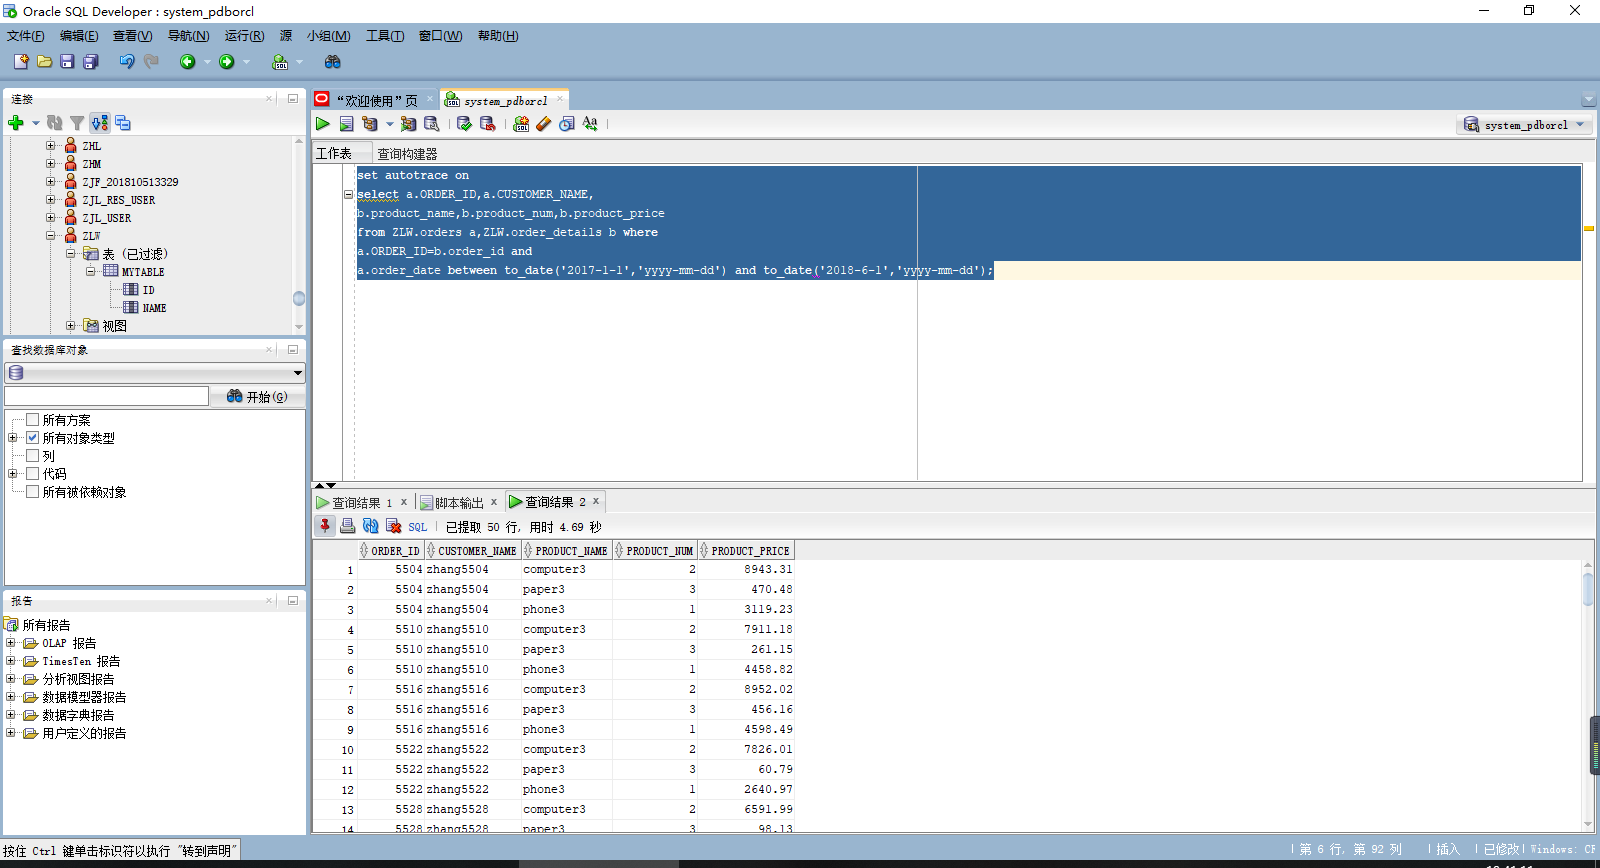 Oracle SQL Developer : system_pdborcl
文件(F) 编辑(E) 查看(V) 导航(N) 运行(R) 源 小组(M) 工具(T) 窗口(W) 帮助(H)
连接
ZHL
ZHM
ZJF_201810513329
ZJL_RES_USER
ZJL_USER
ZLW
表 (已过滤)
MYTABLE
ID
NAME
视图
查找数据库对象
开始(G)
所有方案
所有对象类型
列
代码
所有被依赖对象
报告
所有报告
OLAP 报告
TimesTen 报告
分析视图报告
数据模型器报告
数据字典报告
用户定义的报告
“欢迎使用”页 system_pdborcl
system_pdborcl
工作表 查询构建器
set autotrace on
select a.ORDER_ID,a.CUSTOMER_NAME,
b.product_name,b.product_num,b.product_price
from ZLW.orders a,ZLW.order_details b where
a.ORDER_ID=b.order_id and
a.order_date between to_date('2017-1-1','yyyy-mm-dd') and to_date('2018-6-1','yyyy-mm-dd');
查询结果 1 脚本输出 查询结果 2
SQL 已提取 50 行, 用时 4.69 秒
ORDER_ID CUSTOMER_NAME PRODUCT_NAME PRODUCT_NUM PRODUCT_PRICE
1 5504 zhang5504 computer3 2 8943.31
2 5504 zhang5504 paper3 3 470.48
3 5504 zhang5504 phone3 1 3119.23
4 5510 zhang5510 computer3 2 7911.18
5 5510 zhang5510 paper3 3 261.15
6 5510 zhang5510 phone3 1 4458.82
7 5516 zhang5516 computer3 2 8952.02
8 5516 zhang5516 paper3 3 456.16
9 5516 zhang5516 phone3 1 4598.49
10 5522 zhang5522 computer3 2 7826.01
11 5522 zhang5522 paper3 3 60.79
12 5522 zhang5522 phone3 1 2640.97
13 5528 zhang5528 computer3 2 6591.99
14 5528 zhang5528 paper3 3 98.13
按住 Ctrl 键单击标识符以执行 "转到声明"
第 6 行, 第 92 列 插入 已修改 Windows: CR